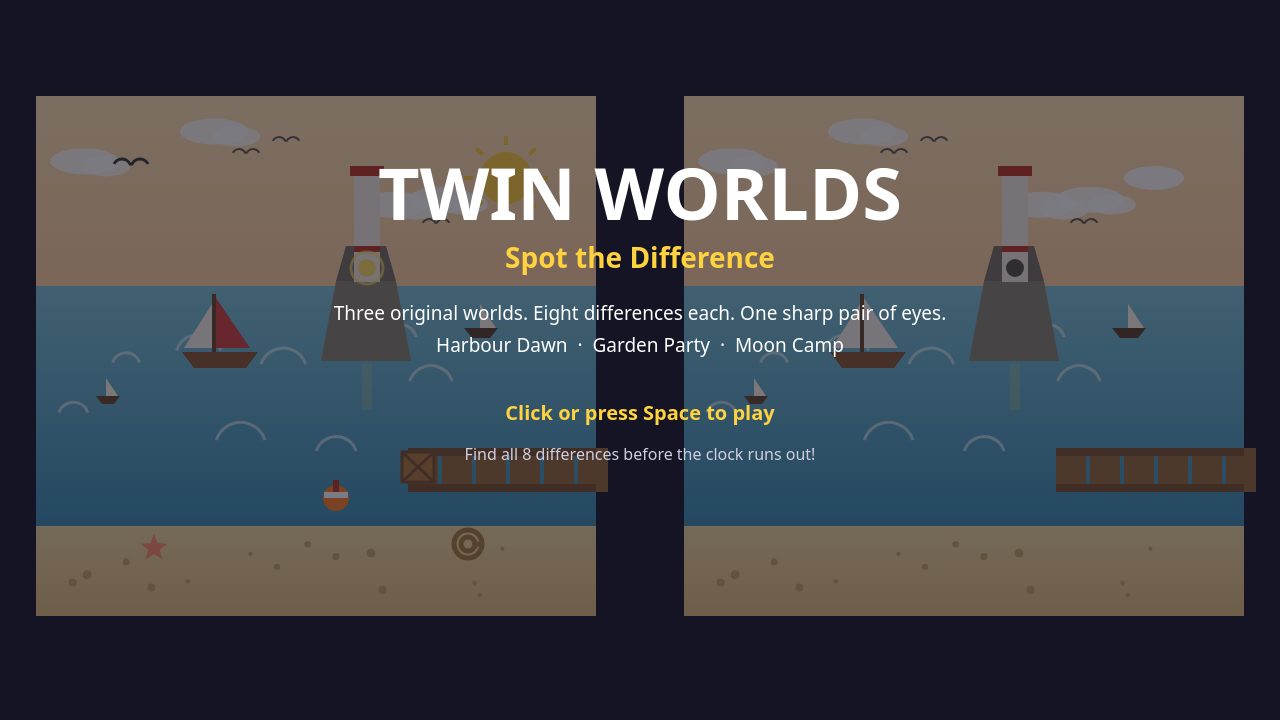 TWIN WORLDS
Spot the Difference
Three original worlds. Eight differences each. One sharp pair of eyes.
Harbour Dawn · Garden Party · Moon Camp
Click or press Space to play
Find all 8 differences before the clock runs out!